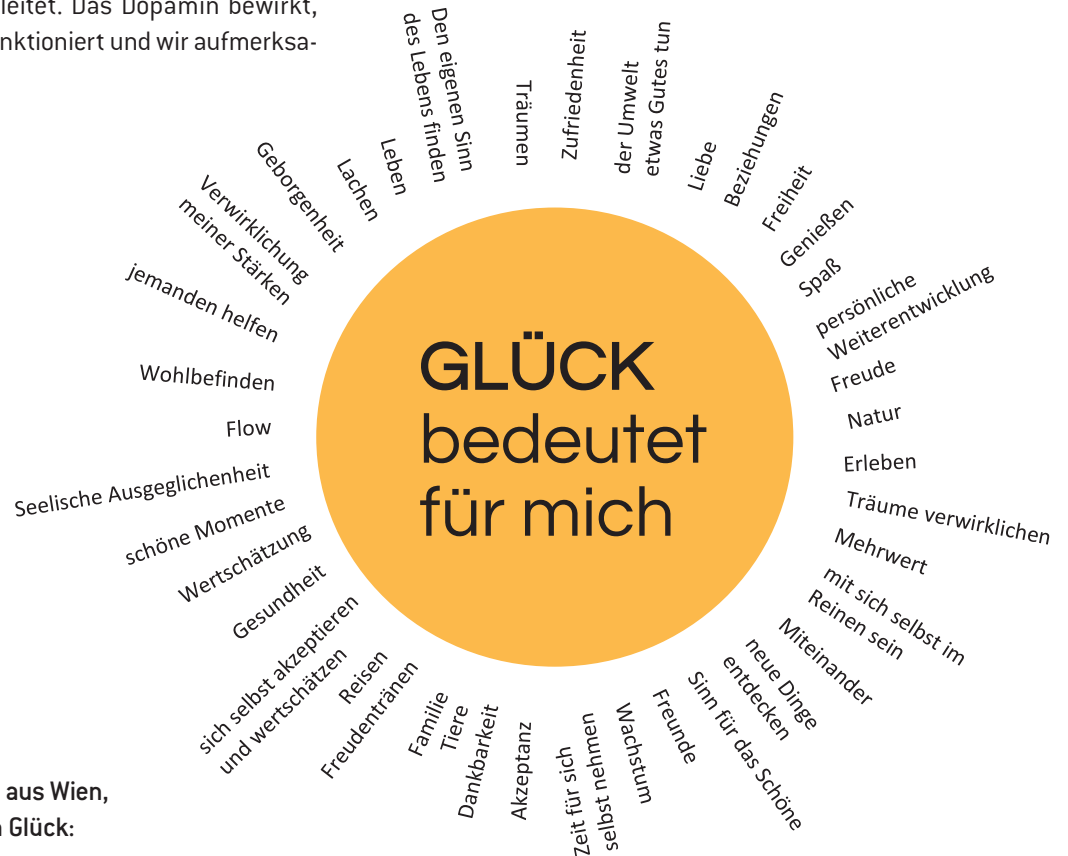 leitet. Das Dopamin bewirkt,
nktioniert und wir aufmerksa-
GLÜCK
bedeutet
für mich
Träumen
Zufriedenheit
der Umwelt
etwas Gutes tun
Liebe
Beziehungen
Freiheit
Genießen
Spaß
persönliche
Weiterentwicklung
Freude
Natur
Erleben
Träume verwirklichen
Mehrwert
mit sich selbst im
Reinen sein
Miteinander
neue Dinge
entdecken
Sinn für das Schöne
Freunde
Wachstum
Zeit für sich
selbst nehmen
Akzeptanz
Dankbarkeit
Tiere
Familie
Freudentränen
Reisen
sich selbst akzeptieren
und wertschätzen
Gesundheit
Wertschätzung
schöne Momente
Seelische Ausgeglichenheit
Flow
Wohlbefinden
jemanden helfen
Verwirklichung
meiner Stärken
Geborgenheit
Lachen
Leben
Den eigenen Sinn
des Lebens finden
aus Wien,
Glück: